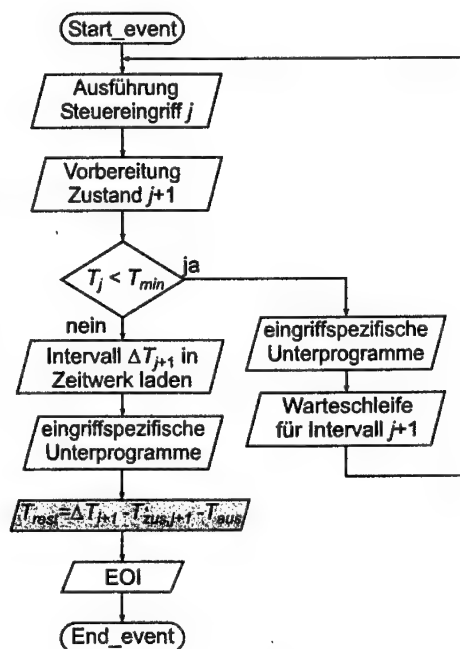 Start_event
Ausführung
Steuereingriff j
Vorbereitung
Zustand j+1
T_j < T_min
ja
nein
eingriffspezifische
Unterprogramme
Warteschleife
für Intervall j+1
Intervall ΔT_j+1 in
Zeitwerk laden
eingriffspezifische
Unterprogramme
T_rest=ΔT_j+1-T_zus,j+1-T_aus
EOI
End_event